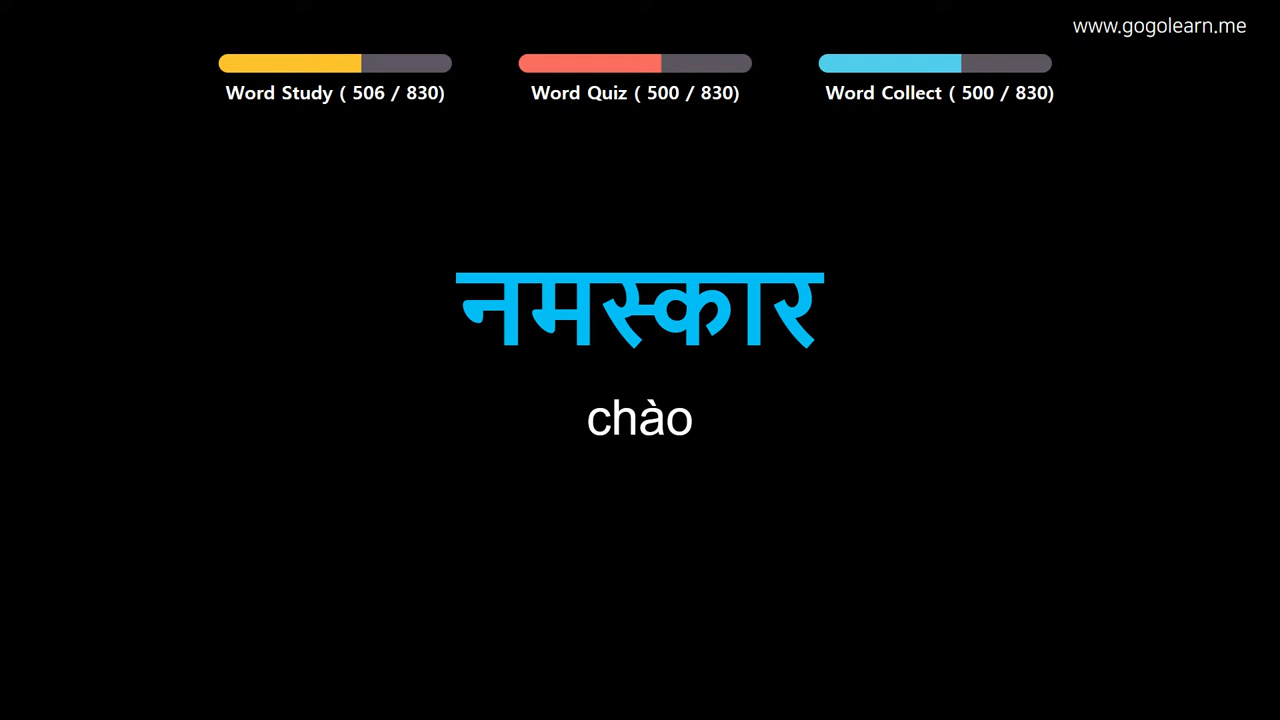 www.gogolearn.me
Word Study ( 506 / 830)
Word Quiz ( 500 / 830)
Word Collect ( 500 / 830)
नमस्कार
chào